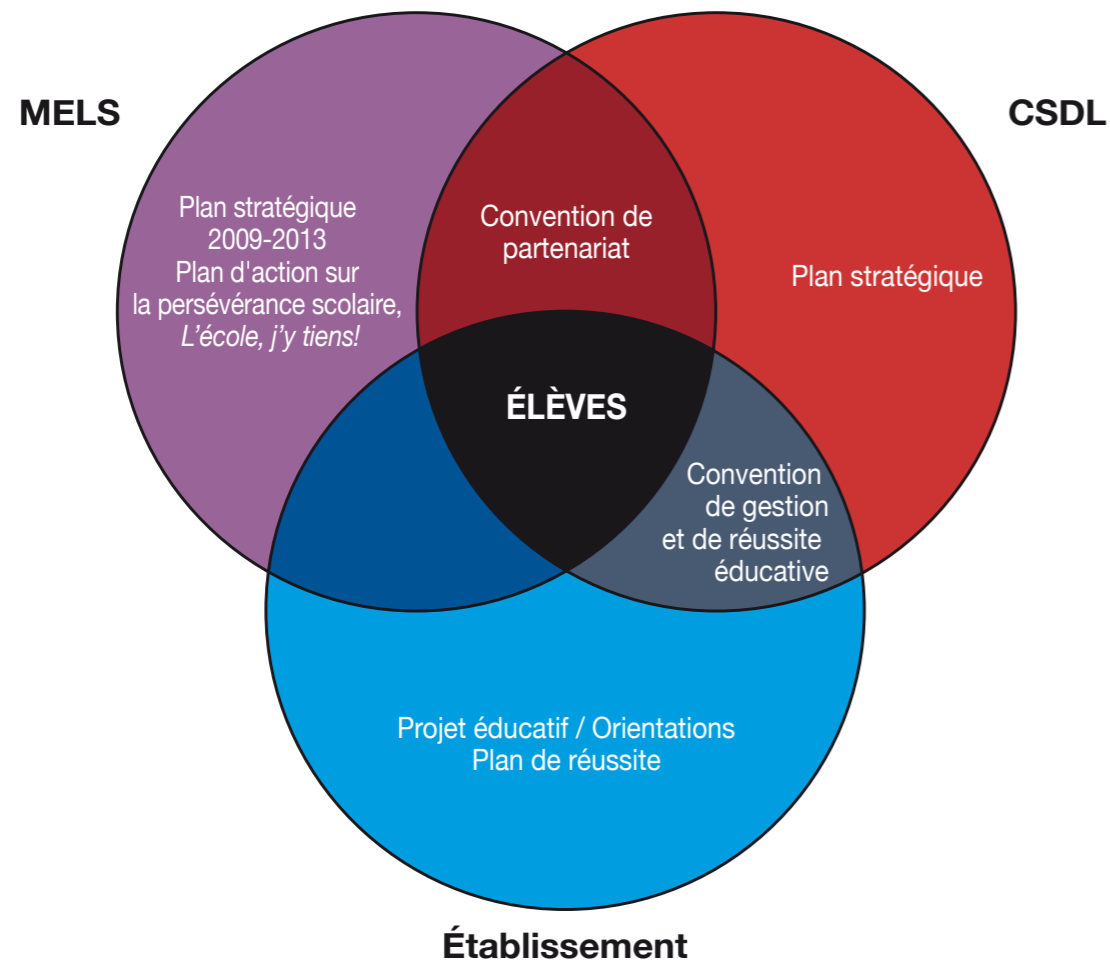 MELS
CSDL
Plan stratégique
2009-2013
Plan d'action sur
la persévérance scolaire,
L'école, j'y tiens!
Convention de
partenariat
Plan stratégique
ÉLÈVES
Convention
de gestion
et de réussite
éducative
Projet éducatif / Orientations
Plan de réussite
Établissement